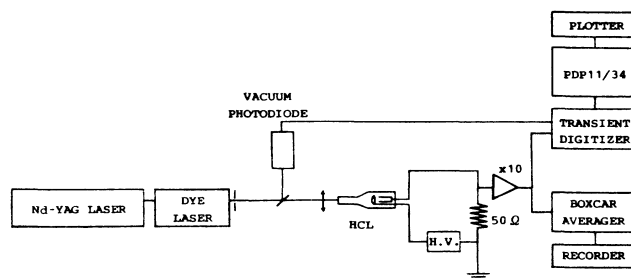 PLOTTER
PDP11/34
VACUUM
PHOTODIODE
TRANSIENT
DIGITIZER
x10
Nd-YAG LASER
DYE
LASER
HCL
50 Ω
H.V.
BOXCAR
AVERAGER
RECORDER